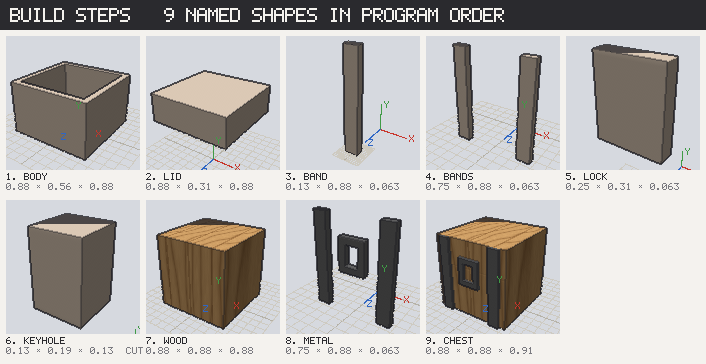 BUILD STEPS 9 NAMED SHAPES IN PROGRAM ORDER
Y
Z
X
1. BODY
0.88 × 0.56 × 0.88
Z
X
2. LID
0.88 × 0.31 × 0.88
Y
Z
X
3. BAND
0.13 × 0.88 × 0.063
Y
Z
X
4. BANDS
0.75 × 0.88 × 0.063
Y
5. LOCK
0.25 × 0.31 × 0.063
Y
6. KEYHOLE
0.13 × 0.19 × 0.13 CUT
Y
X
7. WOOD
0.88 × 0.88 × 0.88
Y
Z
X
8. METAL
0.75 × 0.88 × 0.063
Y
X
9. CHEST
0.88 × 0.88 × 0.91